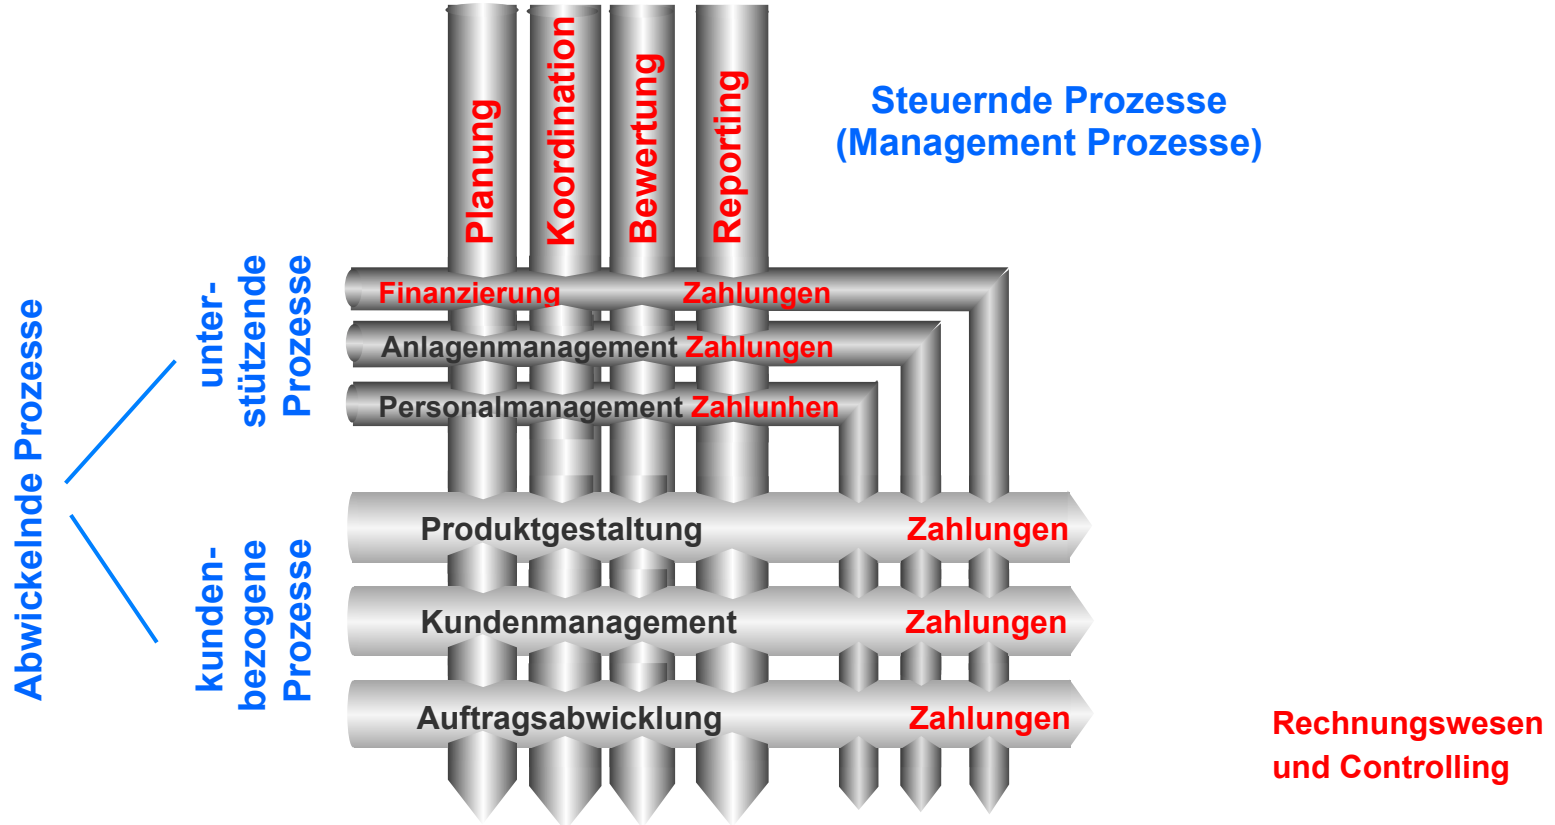 Planung
Koordination
Bewertung
Reporting
Steuernde Prozesse
(Management Prozesse)
Abwickelnde Prozesse
unter-
stützende
Prozesse
Finanzierung Zahlungen
Anlagenmanagement Zahlungen
Personalmanagement Zahlunhen
kunden-
bezogene
Prozesse
Produktgestaltung Zahlungen
Kundenmanagement Zahlungen
Auftragsabwicklung Zahlungen
Rechnungswesen
und Controlling